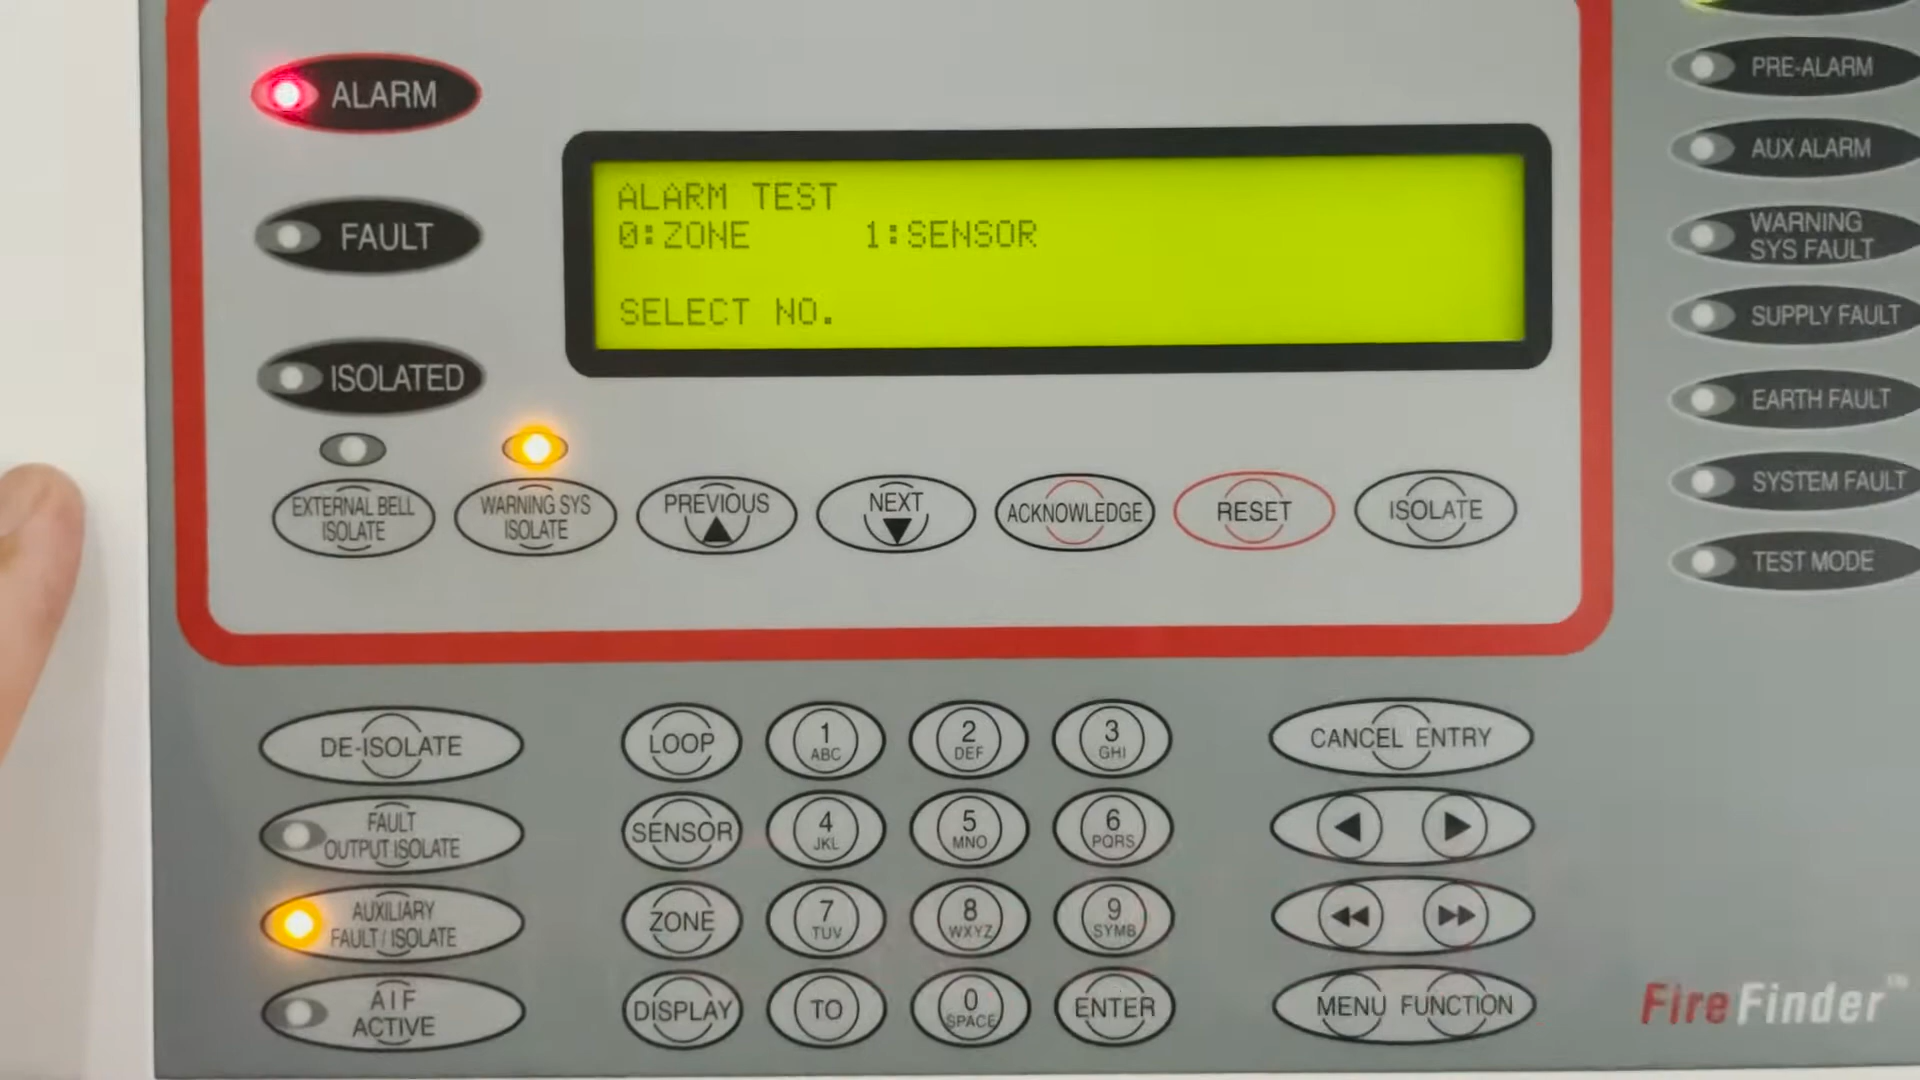 ALARM
FAULT
ISOLATED
ALARM TEST
0:ZONE 1:SENSOR
SELECT NO.
EXTERNAL BELL
ISOLATE
WARNING SYS
ISOLATE
PREVIOUS
NEXT
ACKNOWLEDGE
RESET
ISOLATE
PRE-ALARM
AUX ALARM
WARNING
SYS FAULT
SUPPLY FAULT
EARTH FAULT
SYSTEM FAULT
TEST MODE
DE-ISOLATE
FAULT
OUTPUT ISOLATE
AUXILIARY
FAULT / ISOLATE
AIF
ACTIVE
LOOP
1
ABC
2
DEF
3
GHI
SENSOR
4
JKL
5
MNO
6
PQRS
ZONE
7
TUV
8
WXYZ
9
SYMB
DISPLAY
TO
0
SPACE
ENTER
CANCEL ENTRY
MENU FUNCTION
FireFinder™